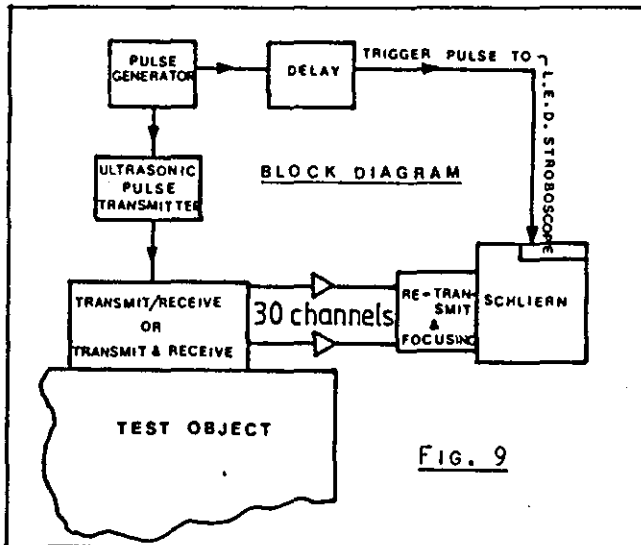 PULSE
GENERATOR
DELAY
TRIGGER PULSE TO
L.E.D. STROBOSCOPE
ULTRASONIC
PULSE
TRANSMITTER
BLOCK DIAGRAM
TRANSMIT/RECEIVE
OR
TRANSMIT & RECEIVE
30 channels
RE-TRAN-
SMIT
&
FOCUSING
SCHLIERN
TEST OBJECT
FIG. 9